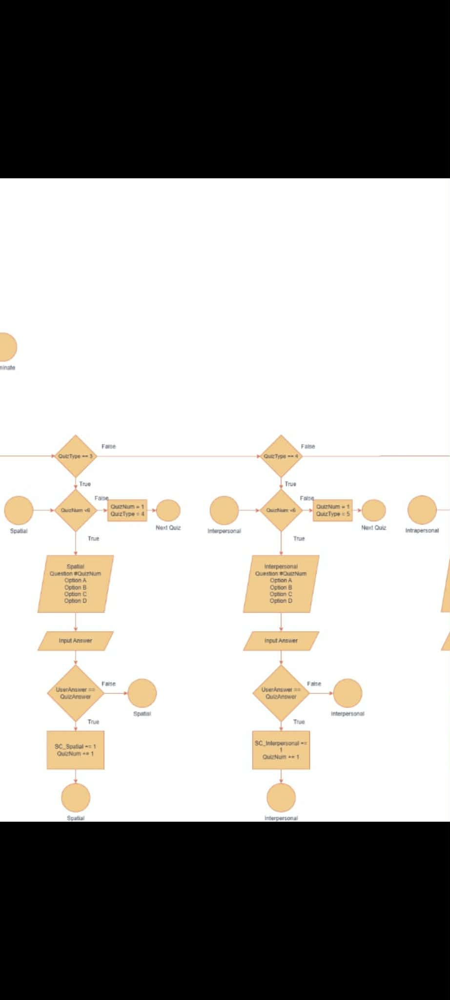 minate
False
False
QuizType == 3
QuizType == 4
True
True
False
False
QuizNum <6
QuizNum = 1
QuizType = 4
QuizNum <6
QuizNum = 1
QuizType = 5
Spatial
Next Quiz
Interpersonal
Next Quiz
Intrapersonal
True
True
Spatial
Question #QuizNum
Option A
Option B
Option C
Option D
Interpersonal
Question #QuizNum
Option A
Option B
Option C
Option D
Input Answer
Input Answer
False
False
UserAnswer ==
QuizAnswer
UserAnswer ==
QuizAnswer
Spatial
Interpersonal
True
True
SC_Spatial += 1
QuizNum += 1
SC_Interpersonal +=
1
QuizNum += 1
Spatial
Interpersonal